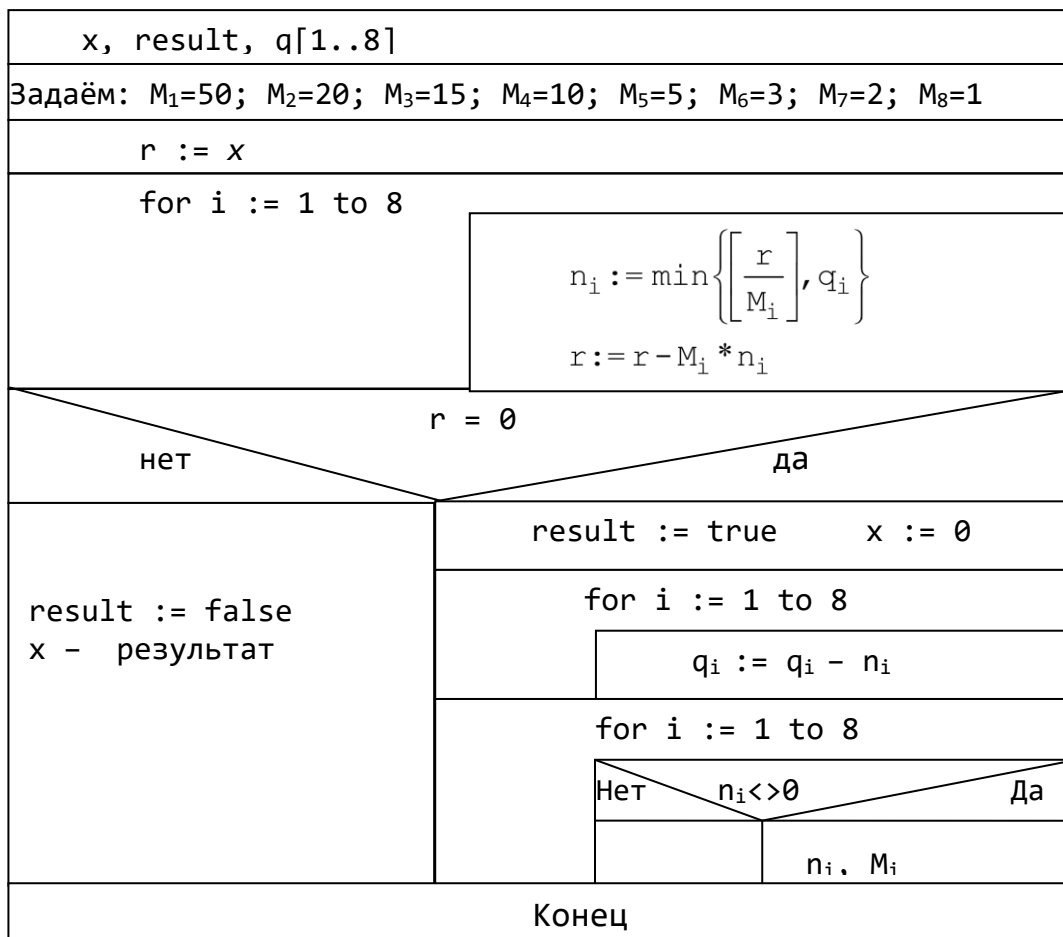 x, result, q[1..8]
Задаём: M₁=50; M₂=20; M₃=15; M₄=10; M₅=5; M₆=3; M₇=2; M₈=1
r := x
for i := 1 to 8
nᵢ := min{[r/Mᵢ], qᵢ}
r := r − Mᵢ * nᵢ
r = 0
нет да
result := true x := 0
for i := 1 to 8
result := false
x – результат
qᵢ := qᵢ – nᵢ
for i := 1 to 8
Нет nᵢ<>0 Да
nᵢ, Mᵢ
Конец